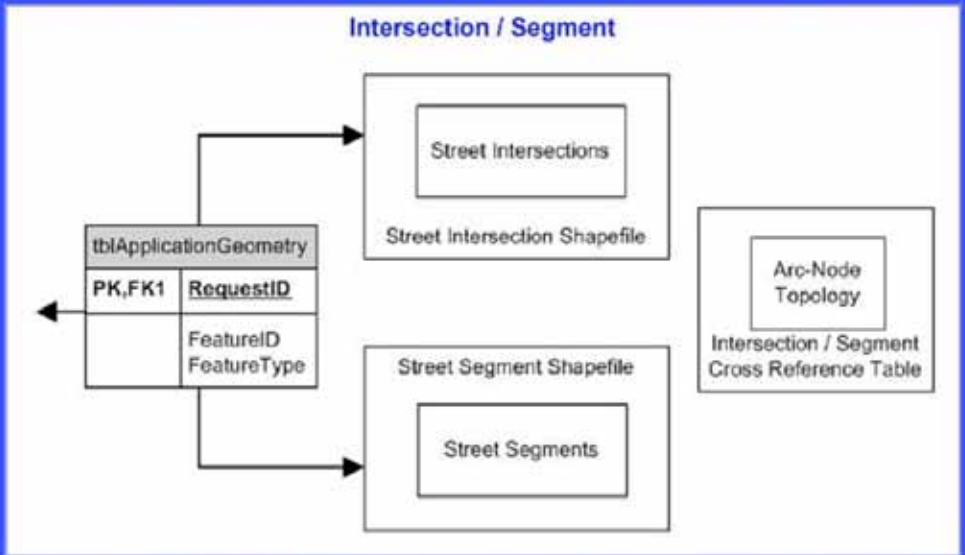 Intersection / Segment
Street Intersections
Street Intersection Shapefile
tblApplicationGeometry
PK,FK1 RequestID
FeatureID
FeatureType
Street Segment Shapefile
Street Segments
Arc-Node
Topology
Intersection / Segment
Cross Reference Table